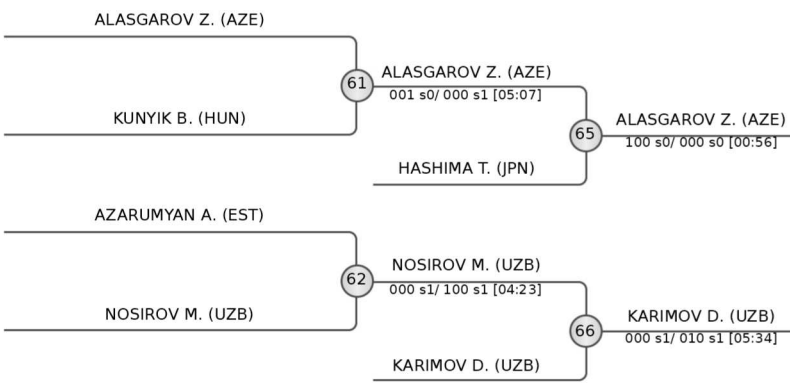 ALASGAROV Z. (AZE)
KUNYIK B. (HUN)
61
ALASGAROV Z. (AZE)
001 s0/ 000 s1 [05:07]
HASHIMA T. (JPN)
65
ALASGAROV Z. (AZE)
100 s0/ 000 s0 [00:56]
AZARUMYAN A. (EST)
NOSIROV M. (UZB)
62
NOSIROV M. (UZB)
000 s1/ 100 s1 [04:23]
KARIMOV D. (UZB)
66
KARIMOV D. (UZB)
000 s1/ 010 s1 [05:34]